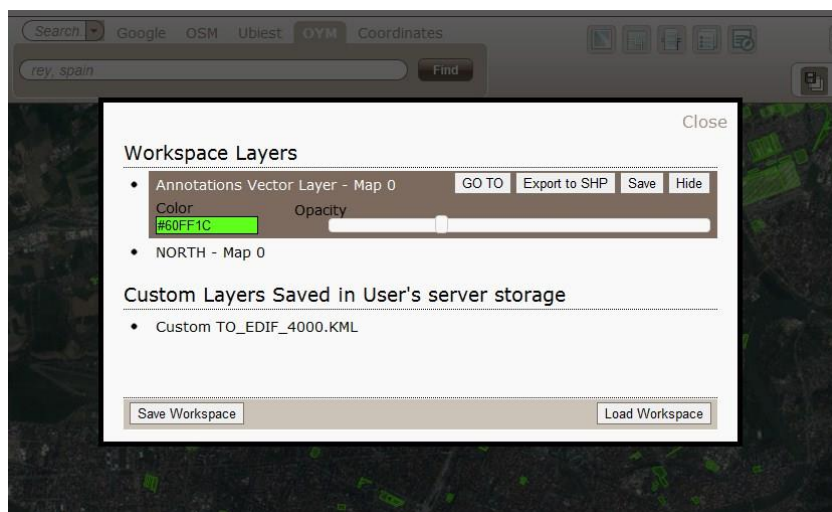 Search. Google OSM Ubiest OYM Coordinates
rey, spain Find
Close
Workspace Layers
Annotations Vector Layer - Map 0 GO TO Export to SHP Save Hide
Color Opacity
#60FF1C
NORTH - Map 0
Custom Layers Saved in User's server storage
Custom TO_EDIF_4000.KML
Save Workspace Load Workspace